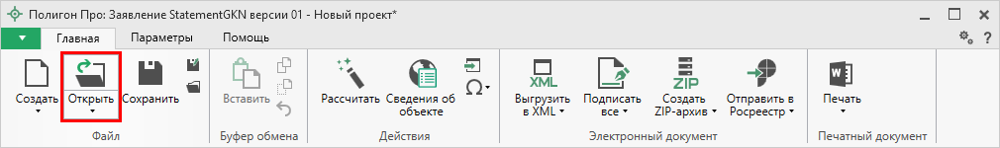 Полигон Про: Заявление StatementGKN версии 01 - Новый проект*
Главная Параметры Помощь ?
Создать Открыть Сохранить Вставить Рассчитать Сведения об объекте Ω XML Выгрузить в XML Подписать все ZIP Создать ZIP-архив Отправить в Росреестр W Печать
Файл Буфер обмена Действия Электронный документ Печатный документ